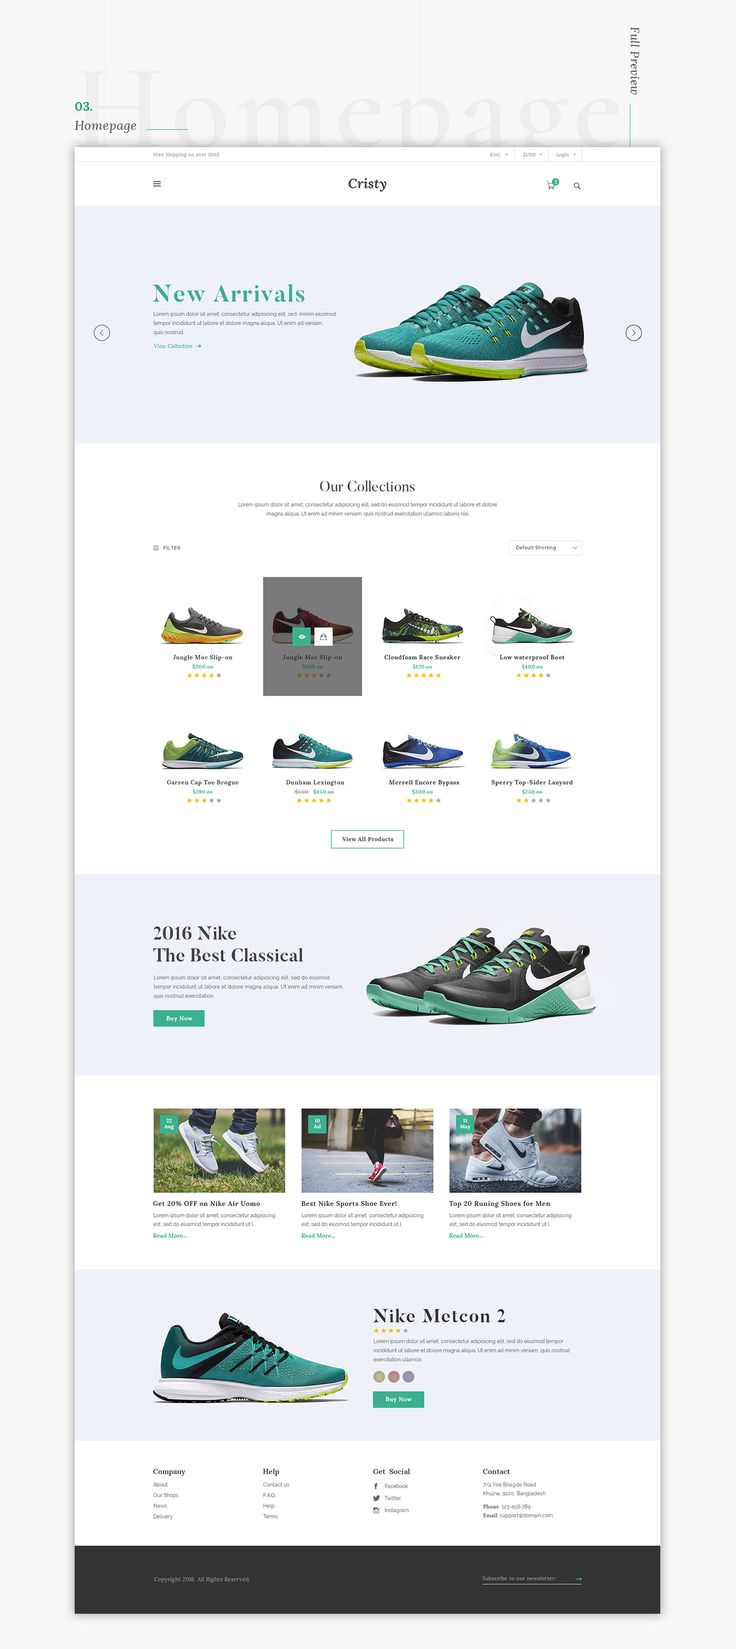 Full Preview
Homepage
03.
Homepage
Free Shipping on over 100$
ENG
$USD
Login
Cristy
3
New Arrivals
Lorem ipsum dolor sit amet, consectetur adipiscing elit, sed. minim eiusmod
tempor incididunt ut labore et dolore magna aliqua. Ut enim ad veniam,
quis nostrud.
View Collection
Our Collections
Lorem ipsum dolor sit amet, consectetur adipiscing elit, sed do eiusmod tempor incididunt ut labore et dolore
magna aliqua. Ut enim ad minim veniam, quis nostrud exercitation ullamco laboris nisi
FILTER
Default Shorting
Jungle Moc Slip-on
$300.00
Jungle Moc Slip-on
Cloudfoam Race Sneaker
$120.00
Low waterproof Boot
$400.00
Garren Cap Toe Brogue
$290.00
Dunham Lexington
$550 $450.00
Merrell Encore Bypass
$300.00
Sperry Top-Sider Lanyard
$250.00
View All Products
2016 Nike
The Best Classical
Lorem ipsum dolor sit amet, consectetur adipiscing elit, sed do eiusmod
tempor incididunt ut labore et dolore magna aliqua. Ut enim ad minim veniam,
quis nostrud exercitation
Buy Now
22
Aug
Get 20% OFF on Nike Air Uomo
Lorem ipsum dolor sit amet, consectetur adipiscing
elit, sed do eiusmod tempor incididunt ut l
Read More...
10
Jul
Best Nike Sports Shoe Ever!
Lorem ipsum dolor sit amet, consectetur adipiscing
elit, sed do eiusmod tempor incididunt ut l
Read More...
11
May
Top 20 Runing Shoes for Men
Lorem ipsum dolor sit amet, consectetur adipiscing
elit, sed do eiusmod tempor incididunt ut l
Read More...
Nike Metcon 2
Lorem ipsum dolor sit amet, consectetur adipiscing elit, sed do eiusmod tempor
incididunt ut labore et dolore magna aliqua. Ut enim ad minim veniam, quis nostrud
exercitation ullamco.
Buy Now
Company
About
Our Shops
News
Delivery
Help
Contact us
F.A.Q.
Help
Terms
Get Social
Facebook
Twitter
Instagram
Contact
7/4 Fire Briagde Road
Khulna, 9100, Bangladesh
Phone: 123-456-789
Email: support@domain.com
Copyright 2016. All Rights Reserved.
Subscribe to our newsletter: